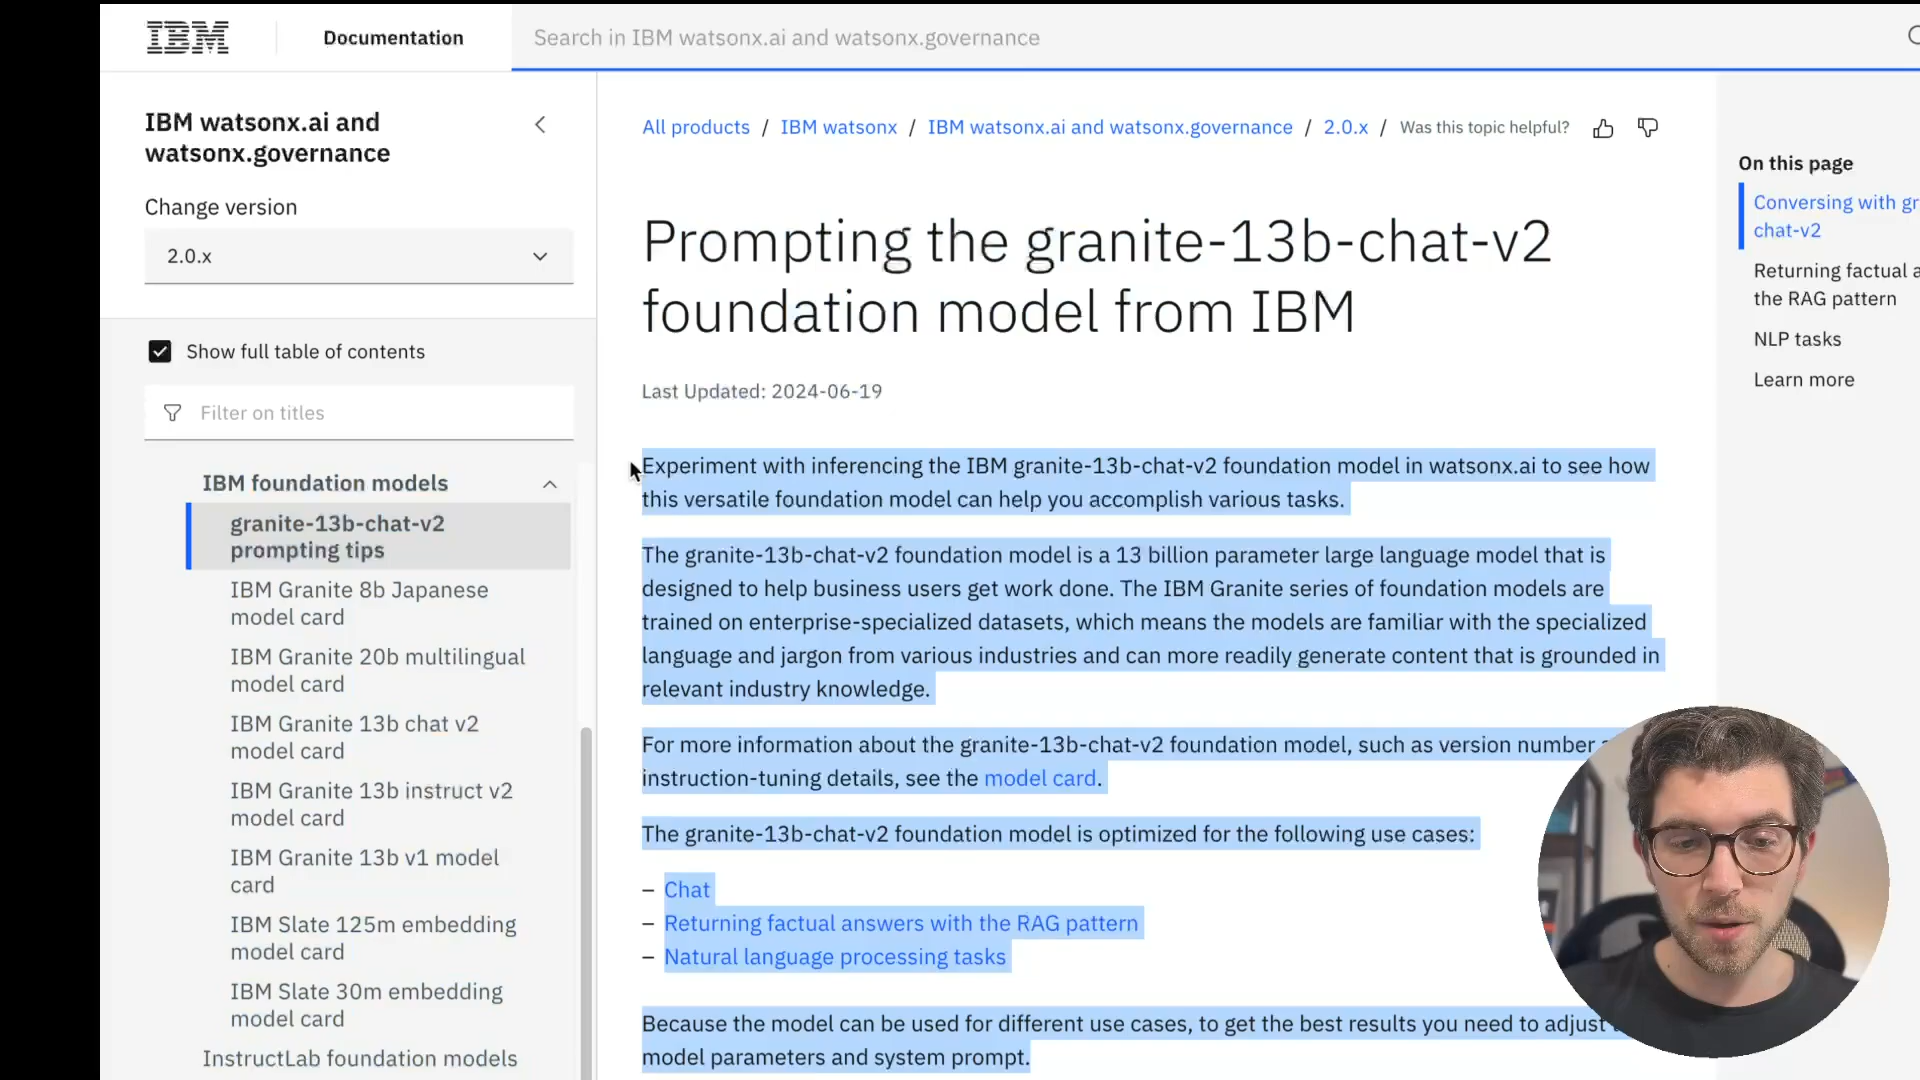 IBM
Documentation
Search in IBM watsonx.ai and watsonx.governance
IBM watsonx.ai and
watsonx.governance
Change version
2.0.x
Show full table of contents
Filter on titles
IBM foundation models
granite-13b-chat-v2
prompting tips
IBM Granite 8b Japanese
model card
IBM Granite 20b multilingual
model card
IBM Granite 13b chat v2
model card
IBM Granite 13b instruct v2
model card
IBM Granite 13b v1 model
card
IBM Slate 125m embedding
model card
IBM Slate 30m embedding
model card
InstructLab foundation models
All products / IBM watsonx / IBM watsonx.ai and watsonx.governance / 2.0.x / Was this topic helpful?
Prompting the granite-13b-chat-v2
foundation model from IBM
Last Updated: 2024-06-19
Experiment with inferencing the IBM granite-13b-chat-v2 foundation model in watsonx.ai to see how
this versatile foundation model can help you accomplish various tasks.
The granite-13b-chat-v2 foundation model is a 13 billion parameter large language model that is
designed to help business users get work done. The IBM Granite series of foundation models are
trained on enterprise-specialized datasets, which means the models are familiar with the specialized
language and jargon from various industries and can more readily generate content that is grounded in
relevant industry knowledge.
For more information about the granite-13b-chat-v2 foundation model, such as version number
instruction-tuning details, see the model card.
The granite-13b-chat-v2 foundation model is optimized for the following use cases:
– Chat
– Returning factual answers with the RAG pattern
– Natural language processing tasks
Because the model can be used for different use cases, to get the best results you need to adjust
model parameters and system prompt.
On this page
Conversing with gr
chat-v2
Returning factual a
the RAG pattern
NLP tasks
Learn more